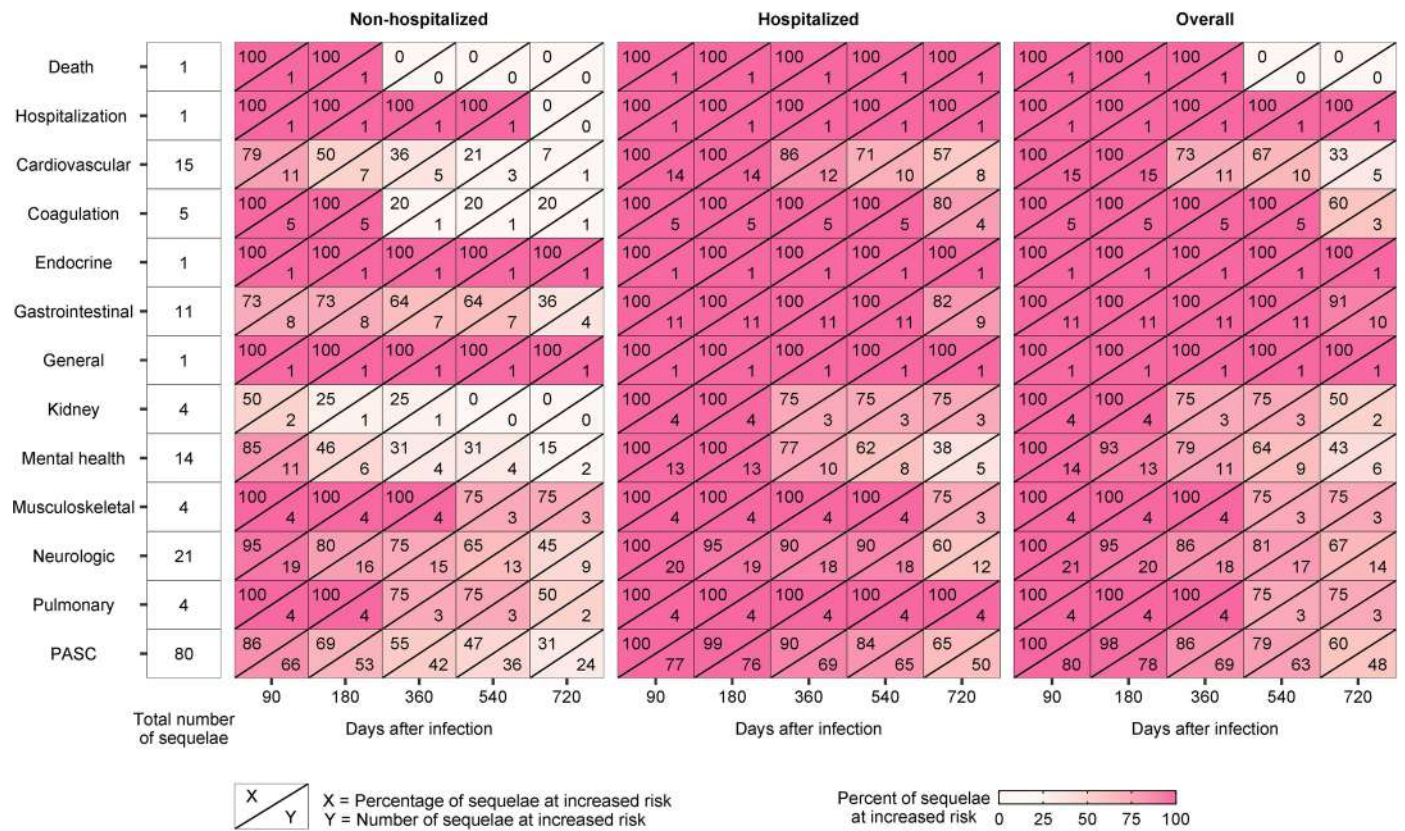 Non-hospitalized Hospitalized Overall
Death 1 100 1 100 1 0 0 0 0 0 0 100 1 100 1 100 1 100 1 100 1 100 1 100 1 100 1 0 0 0 0
Hospitalization 1 100 1 100 1 100 1 100 1 0 0 100 1 100 1 100 1 100 1 100 1 100 1 100 1 100 1 100 1 100 1
Cardiovascular 15 79 11 50 7 36 5 21 3 7 1 100 14 100 14 86 12 71 10 57 8 100 15 100 15 73 11 67 10 33 5
Coagulation 5 100 5 100 5 20 1 20 1 20 1 100 5 100 5 100 5 100 5 80 4 100 5 100 5 100 5 100 5 60 3
Endocrine 1 100 1 100 1 100 1 100 1 100 1 100 1 100 1 100 1 100 1 100 1 100 1 100 1 100 1 100 1 100 1
Gastrointestinal 11 73 8 73 8 64 7 64 7 36 4 100 11 100 11 100 11 100 11 82 9 100 11 100 11 100 11 100 11 91 10
General 1 100 1 100 1 100 1 100 1 100 1 100 1 100 1 100 1 100 1 100 1 100 1 100 1 100 1 100 1 100 1
Kidney 4 50 2 25 1 25 1 0 0 0 0 100 4 100 4 75 3 75 3 75 3 100 4 100 4 75 3 75 3 50 2
Mental health 14 85 11 46 6 31 4 31 4 15 2 100 13 100 13 77 10 62 8 38 5 100 14 93 13 79 11 64 9 43 6
Musculoskeletal 4 100 4 100 4 100 4 75 3 75 3 100 4 100 4 100 4 100 4 75 3 100 4 100 4 100 4 75 3 75 3
Neurologic 21 95 19 80 16 75 15 65 13 45 9 100 20 95 19 90 18 90 18 60 12 100 21 95 20 86 18 81 17 67 14
Pulmonary 4 100 4 100 4 75 3 75 3 50 2 100 4 100 4 100 4 100 4 100 4 100 4 100 4 100 4 75 3 75 3
PASC 80 86 66 69 53 55 42 47 36 31 24 100 77 99 76 90 69 84 65 65 50 100 80 98 78 86 69 79 63 60 48
90 180 360 540 720 90 180 360 540 720 90 180 360 540 720
Total number
of sequelae
Days after infection Days after infection Days after infection
X Y
X = Percentage of sequelae at increased risk
Y = Number of sequelae at increased risk
Percent of sequelae
at increased risk 0 25 50 75 100